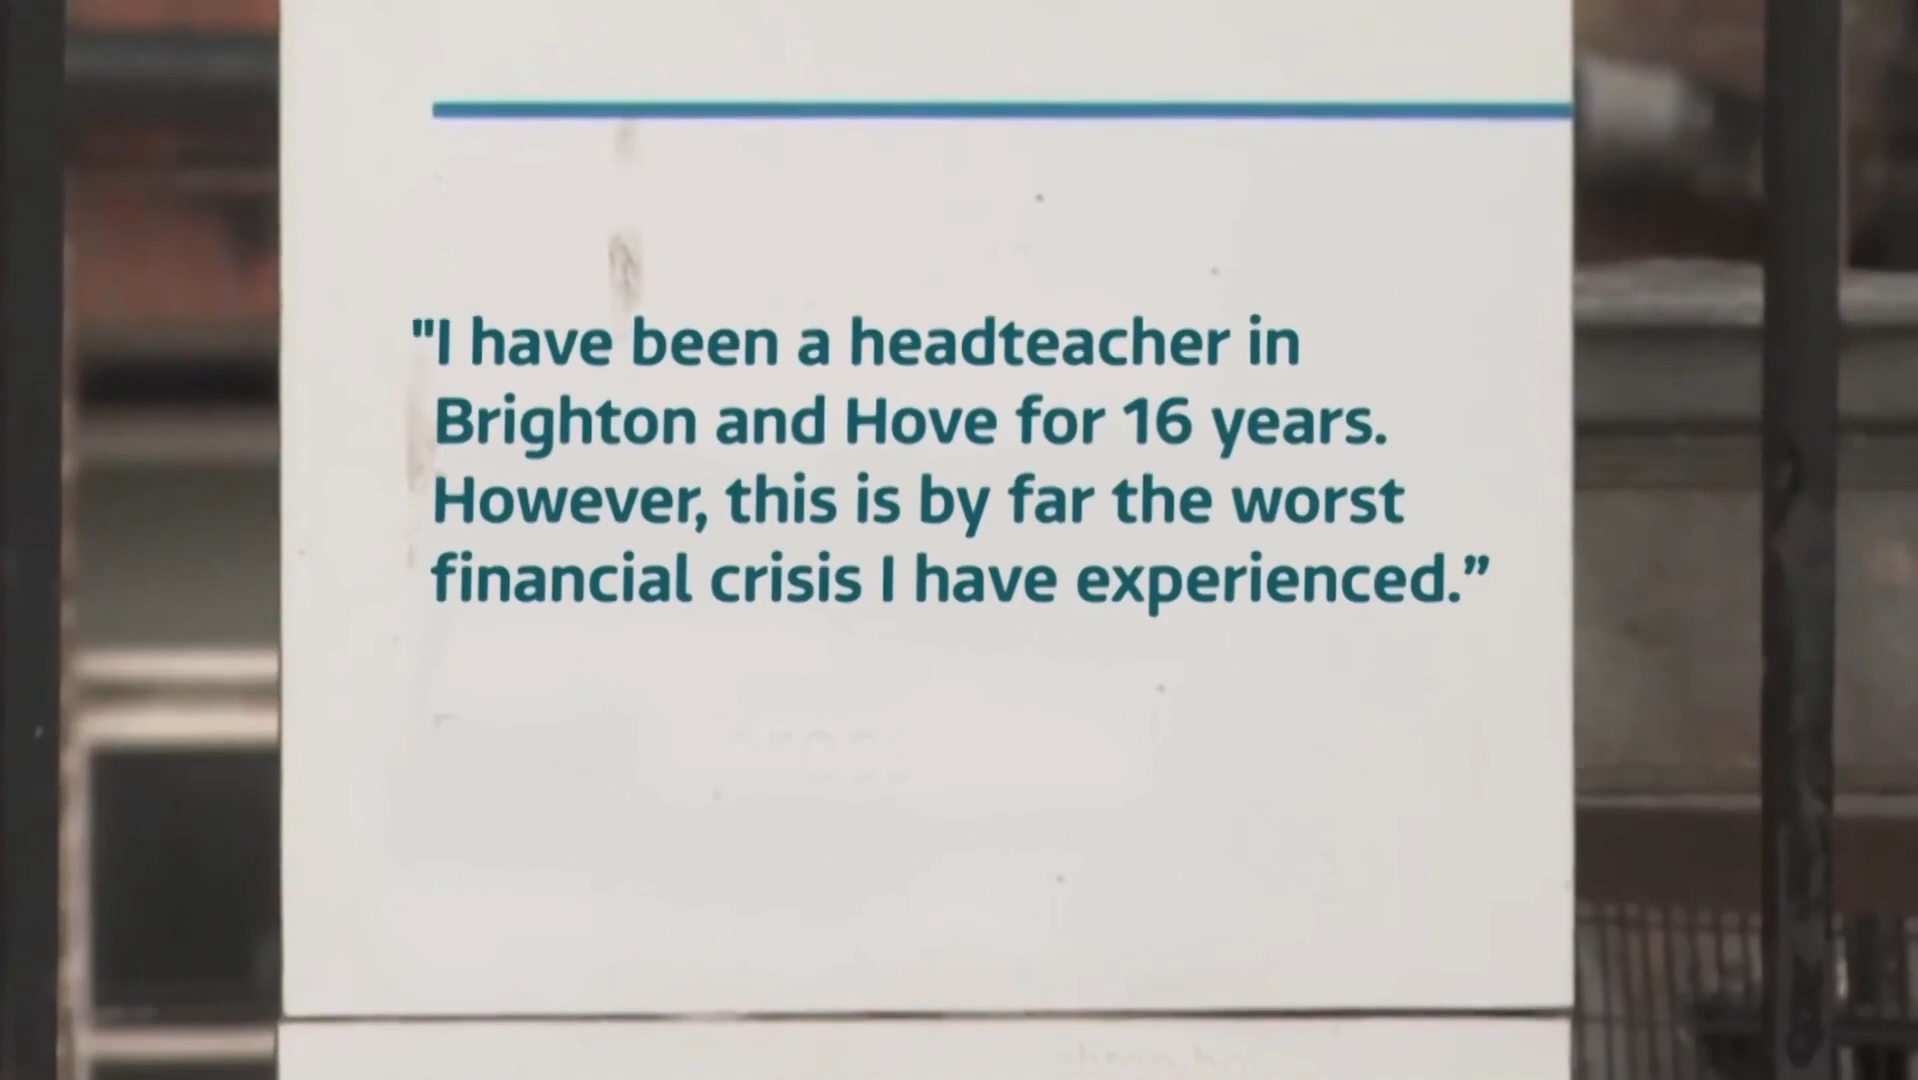 "I have been a headteacher in
Brighton and Hove for 16 years.
However, this is by far the worst
financial crisis I have experienced.”